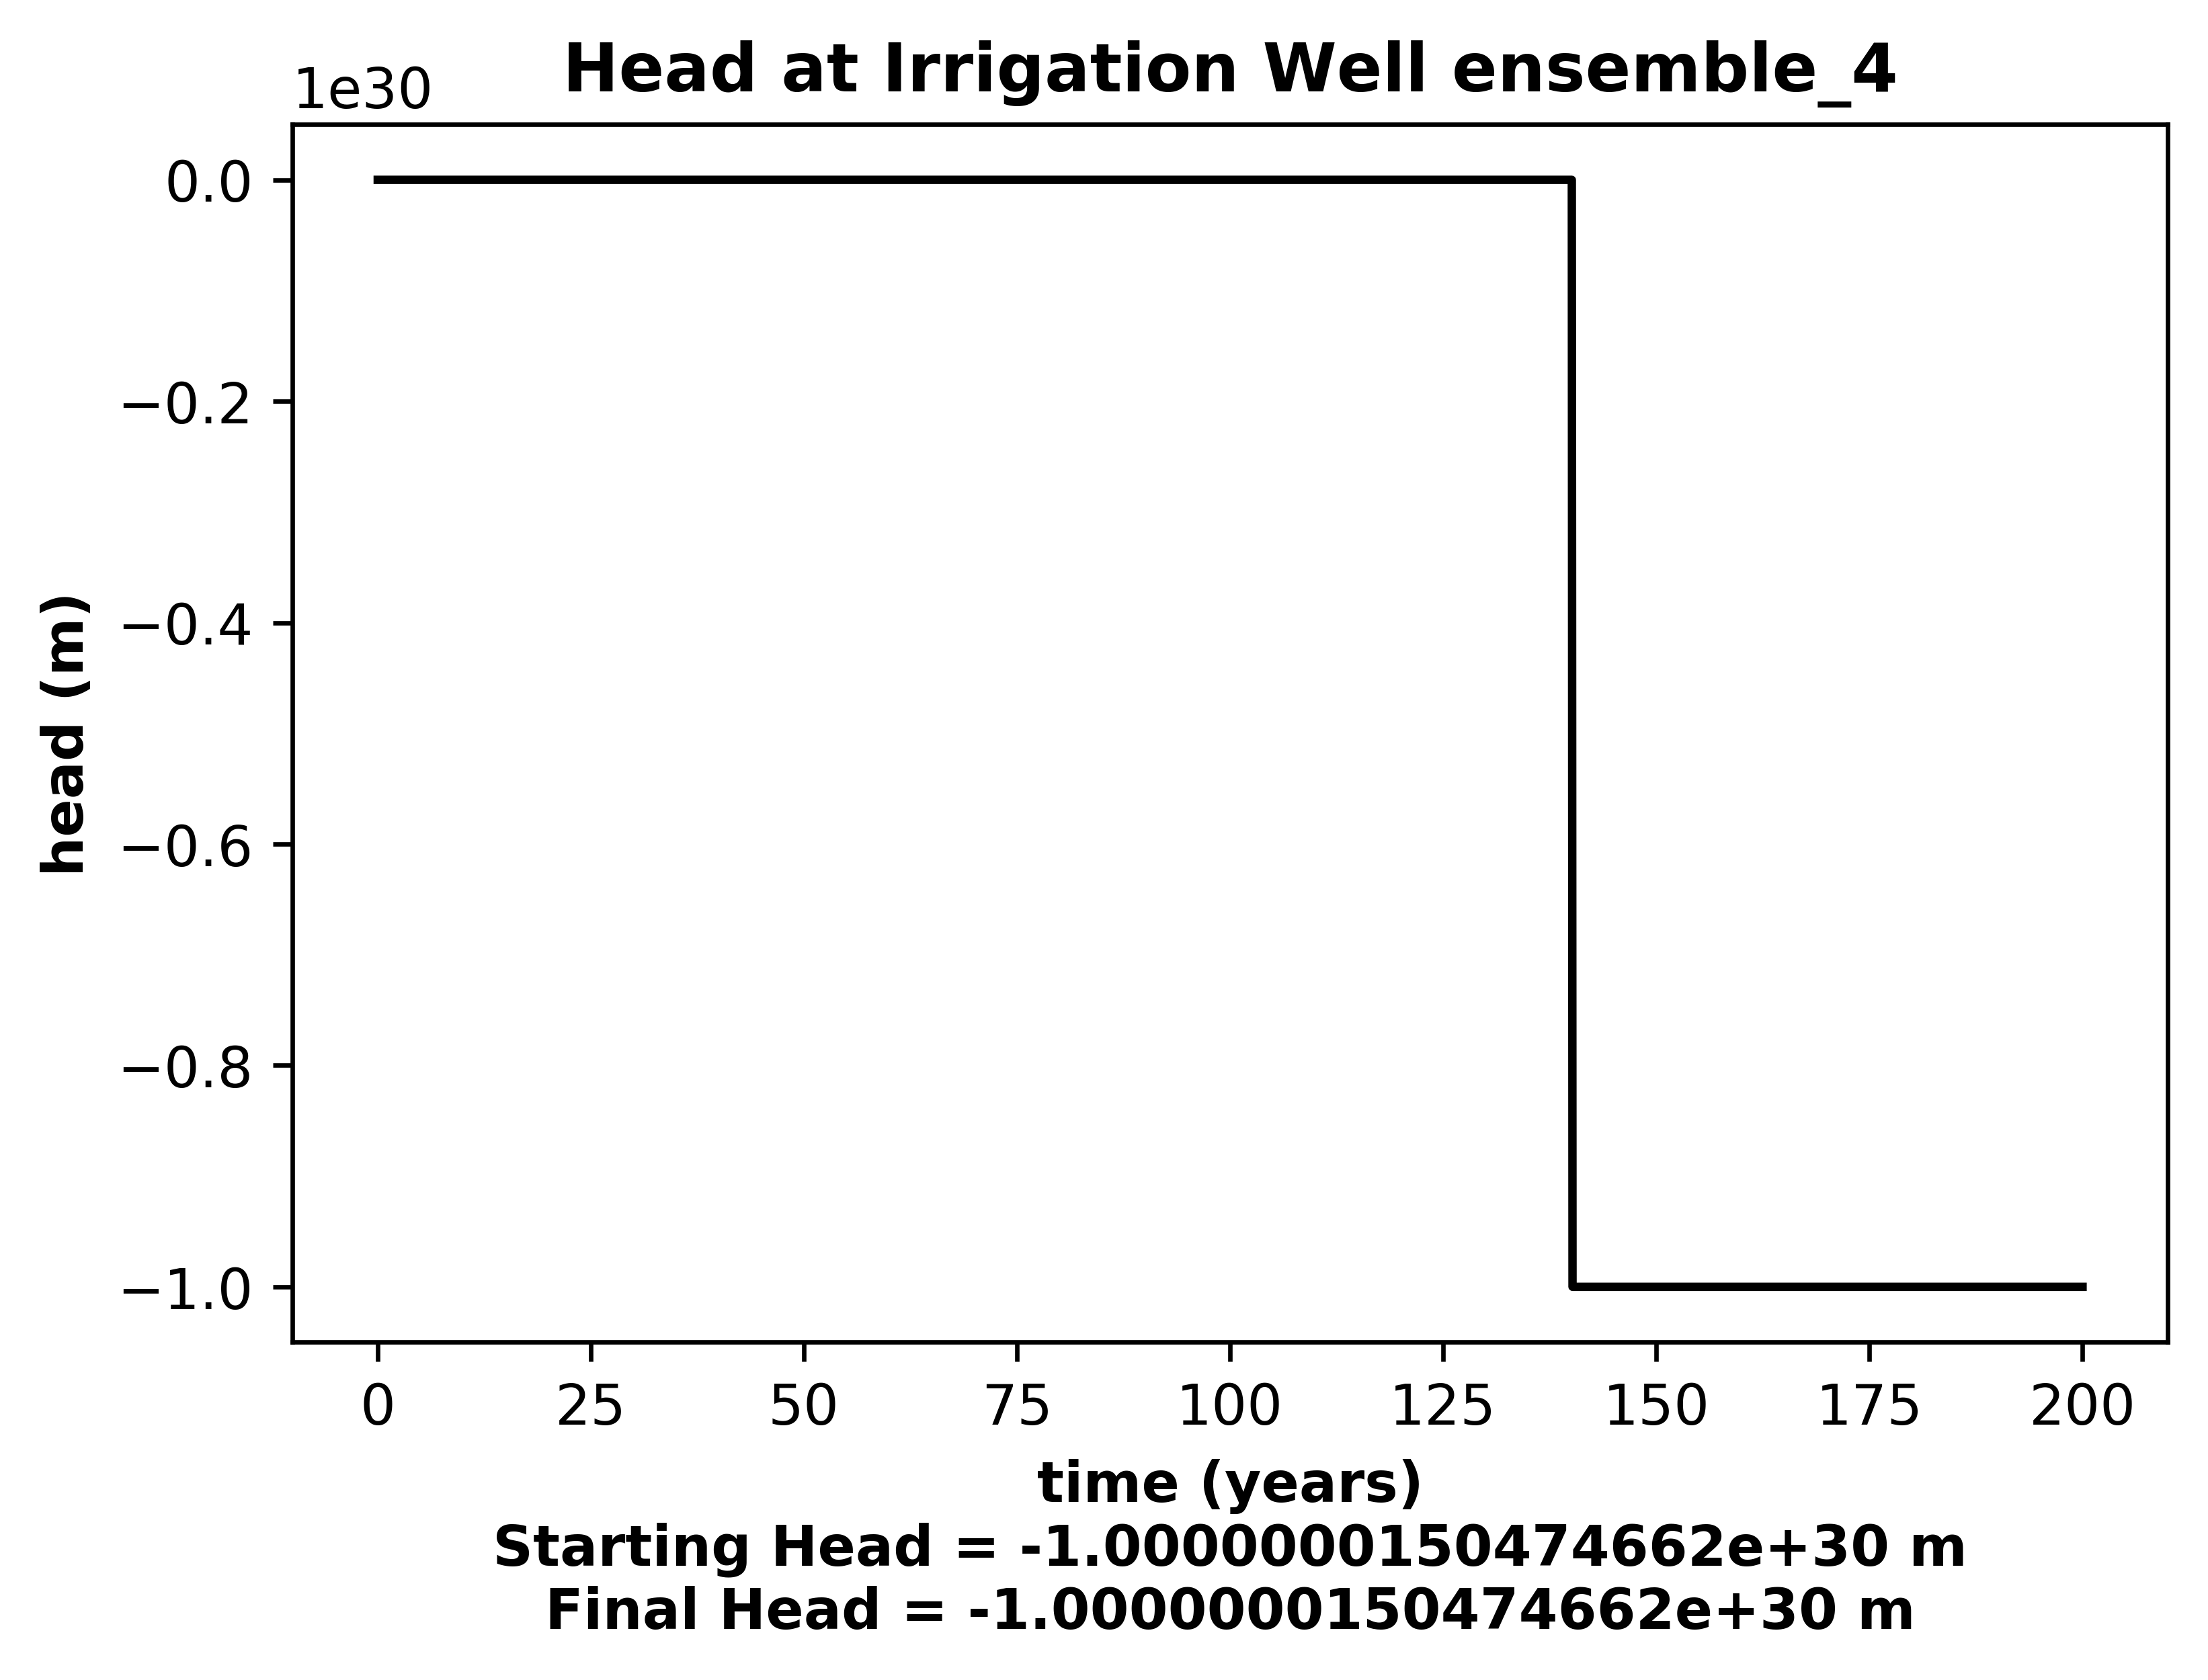 Head at Irrigation Well ensemble_4
1e30
0.0
−0.2
−0.4
−0.6
−0.8
−1.0
head (m)
0 25 50 75 100 125 150 175 200
time (years)
Starting Head = -1.0000000150474662e+30 m
Final Head = -1.0000000150474662e+30 m